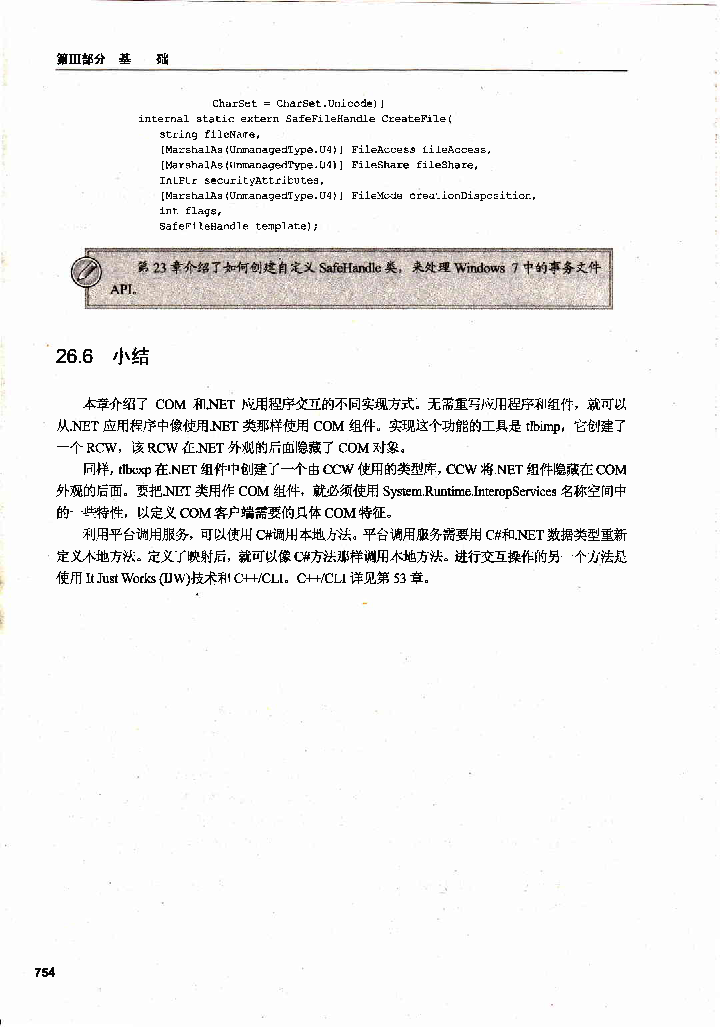 第III部分 基 础
CharSet = CharSet.Unicode)]
internal static extern SafeFileHandle CreateFile(
string fileName,
[MarshalAs(UnmanagedType.U4)] FileAccess fileAccess,
[MarshalAs(UnmanagedType.U4)] FileShare fileShare,
IntPtr securityAttributes,
[MarshalAs(UnmanagedType.U4)] FileMode creationDisposition,
int flags,
SafeFileHandle template);
第 23 章介绍了如何创建自定义 SafeHandle 类，来处理 Windows 7 中的事务文件
API。
26.6 小结
本章介绍了 COM 和.NET 应用程序交互的不同实现方式。无需重写应用程序和组件，就可以
从.NET 应用程序中像使用.NET 类那样使用 COM 组件。实现这个功能的工具是 tlbimp，它创建了
一个 RCW，该 RCW 在.NET 外观的后面隐藏了 COM 对象。
同样，tlbexp 在.NET 组件中创建了一个由 CCW 使用的类型库，CCW 将.NET 组件隐藏在 COM
外观的后面。要把.NET 类用作 COM 组件，就必须使用 System.Runtime.InteropServices 名称空间中
的一些特性，以定义 COM 客户端需要的具体 COM 特征。
利用平台调用服务，可以使用 C#调用本地方法。平台调用服务需要用 C#和.NET 数据类型重新
定义本地方法。定义了映射后，就可以像 C#方法那样调用本地方法。进行交互操作的另一个方法是
使用 It Just Works (IJW)技术和 C++/CLI。C++/CLI 详见第 53 章。
754